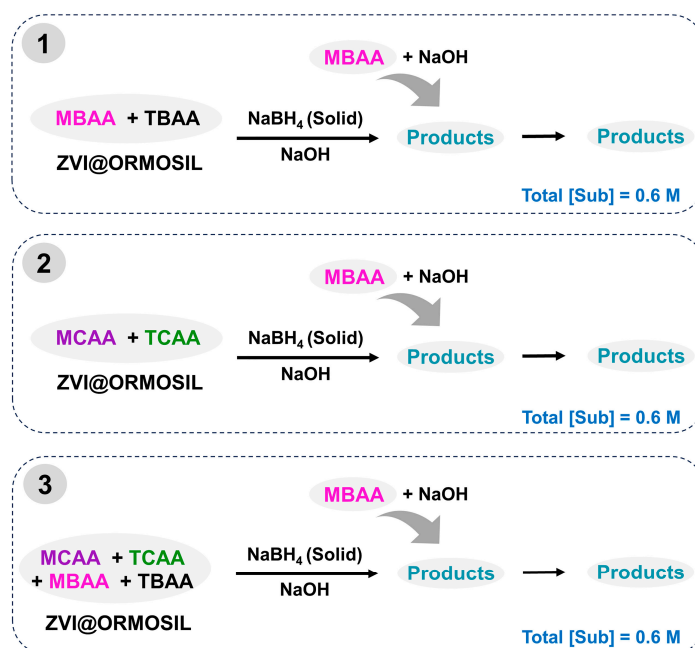 1
MBAA + NaOH
MBAA + TBAA
NaBH4 (Solid)
Products
Products
NaOH
ZVI@ORMOSIL
Total [Sub] = 0.6 M
2
MBAA + NaOH
MCAA + TCAA
NaBH4 (Solid)
Products
Products
NaOH
ZVI@ORMOSIL
Total [Sub] = 0.6 M
3
MBAA + NaOH
MCAA + TCAA
+ MBAA + TBAA
NaBH4 (Solid)
Products
Products
NaOH
ZVI@ORMOSIL
Total [Sub] = 0.6 M